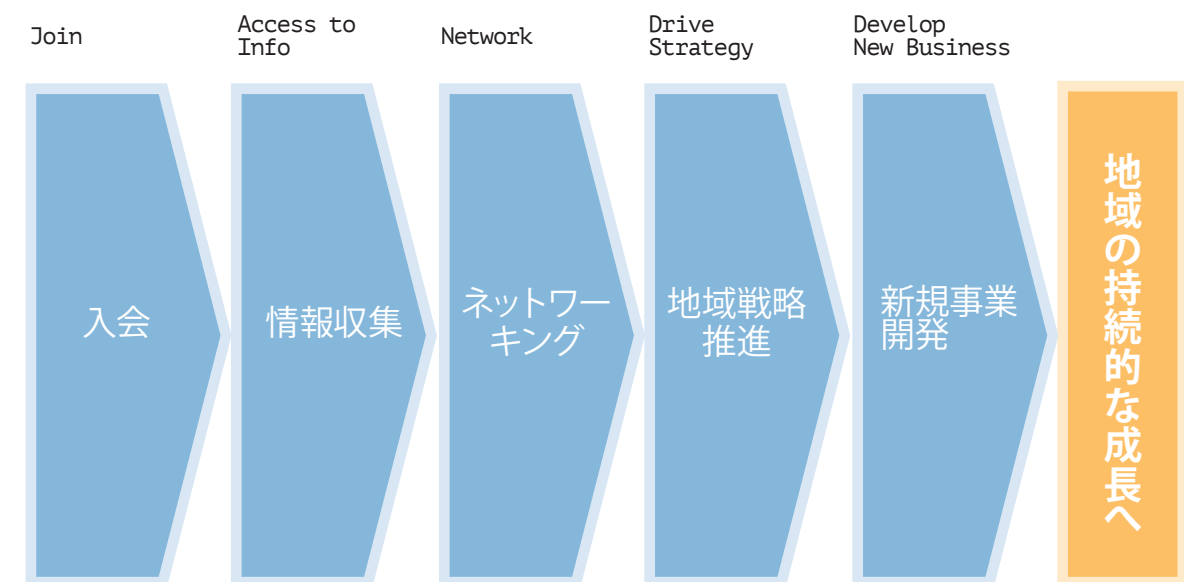 Join
Access to
Info
Network
Drive
Strategy
Develop
New Business
入会
情報収集
ネットワー
キング
地域戦略
推進
新規事業
開発
地域の持続的な成長へ